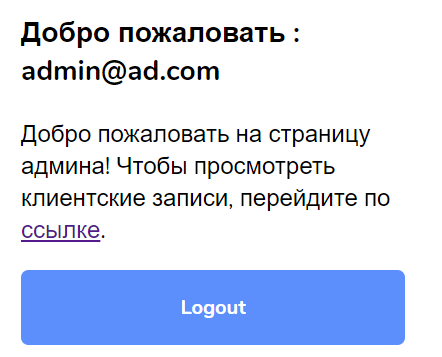 Добро пожаловать :
admin@ad.com
Добро пожаловать на страницу
админа! Чтобы просмотреть
клиентские записи, перейдите по
ссылке.
Logout